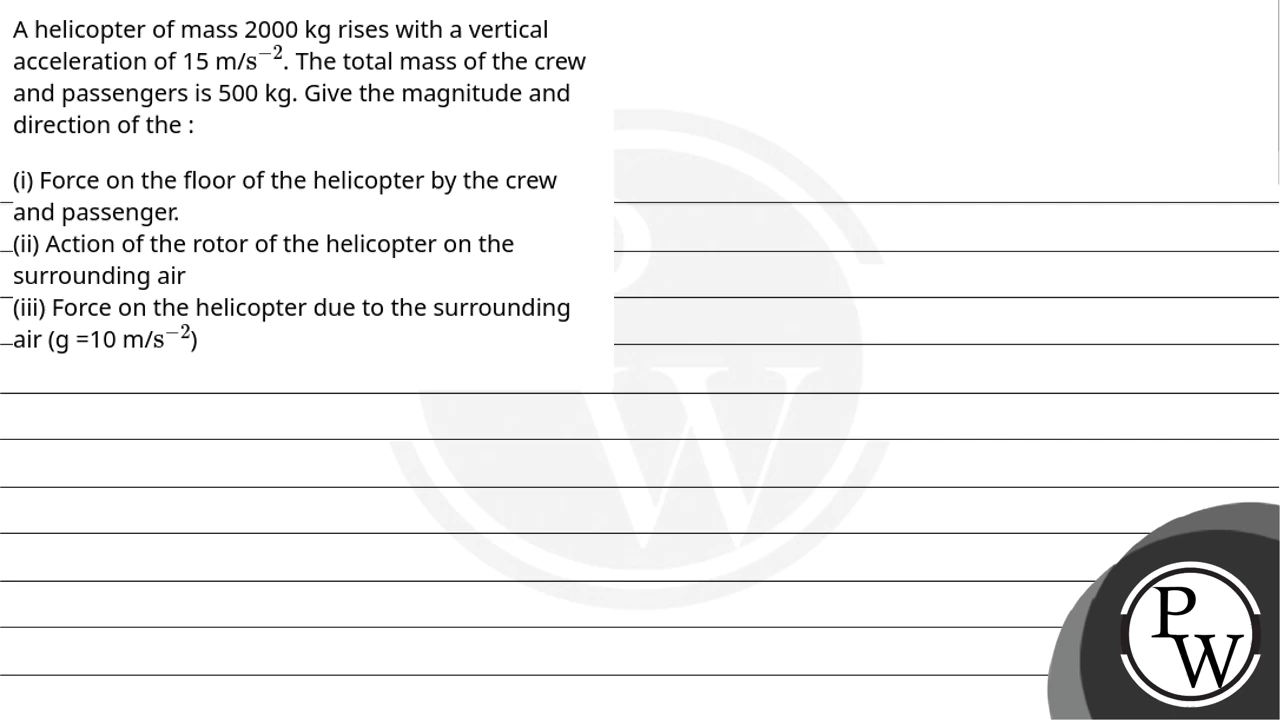 A helicopter of mass 2000 kg rises with a vertical
acceleration of 15 m/s⁻². The total mass of the crew
and passengers is 500 kg. Give the magnitude and
direction of the :
(i) Force on the floor of the helicopter by the crew
and passenger.
(ii) Action of the rotor of the helicopter on the
surrounding air
(iii) Force on the helicopter due to the surrounding
air (g =10 m/s⁻²)
P
W